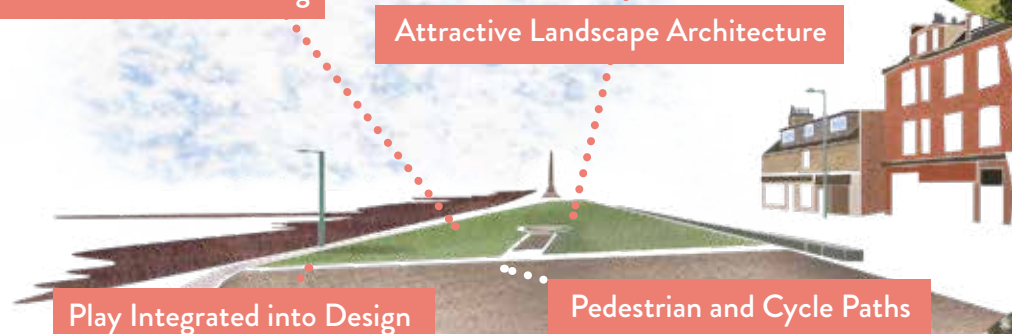 Attractive Landscape Architecture
Play Integrated into Design
Pedestrian and Cycle Paths